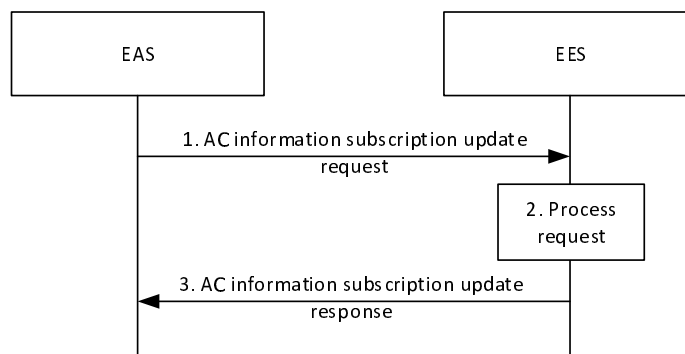 EAS
EES
1. AC information subscription update
request
2. Process
request
3. AC information subscription update
response